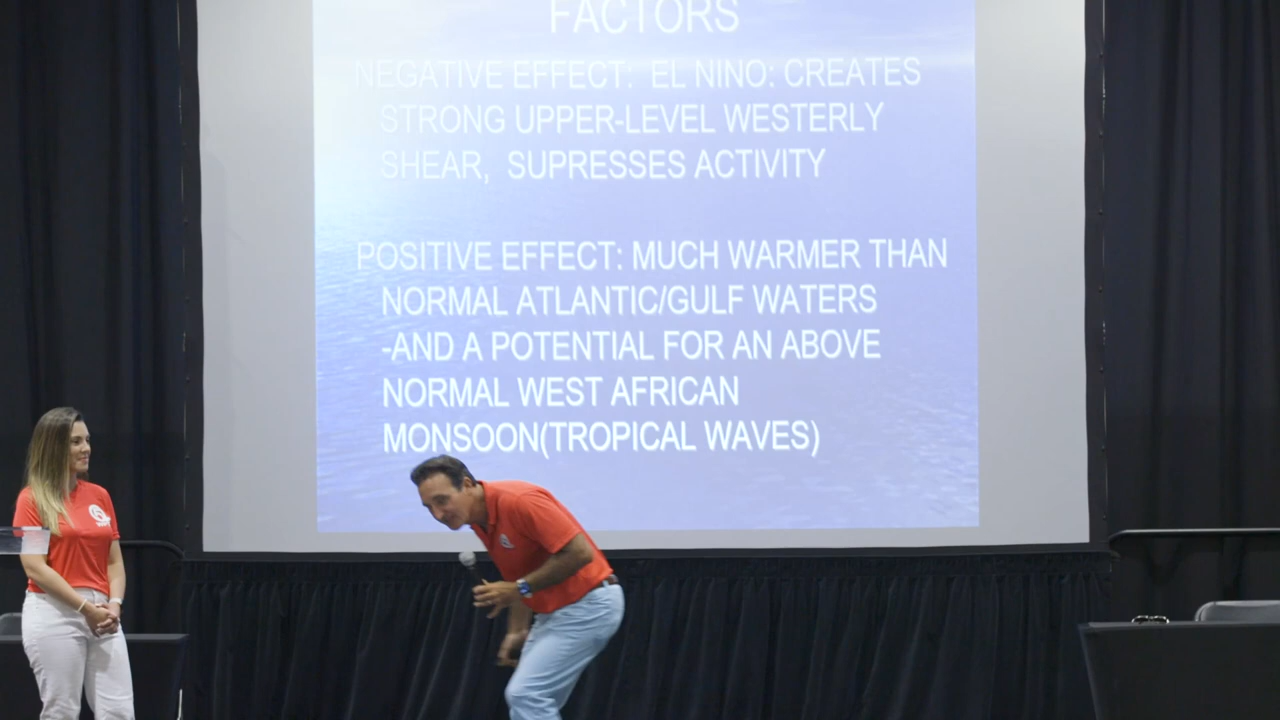 FACTORS
NEGATIVE EFFECT: EL NINO: CREATES
STRONG UPPER-LEVEL WESTERLY
SHEAR, SUPRESSES ACTIVITY
POSITIVE EFFECT: MUCH WARMER THAN
NORMAL ATLANTIC/GULF WATERS
-AND A POTENTIAL FOR AN ABOVE
NORMAL WEST AFRICAN
MONSOON(TROPICAL WAVES)